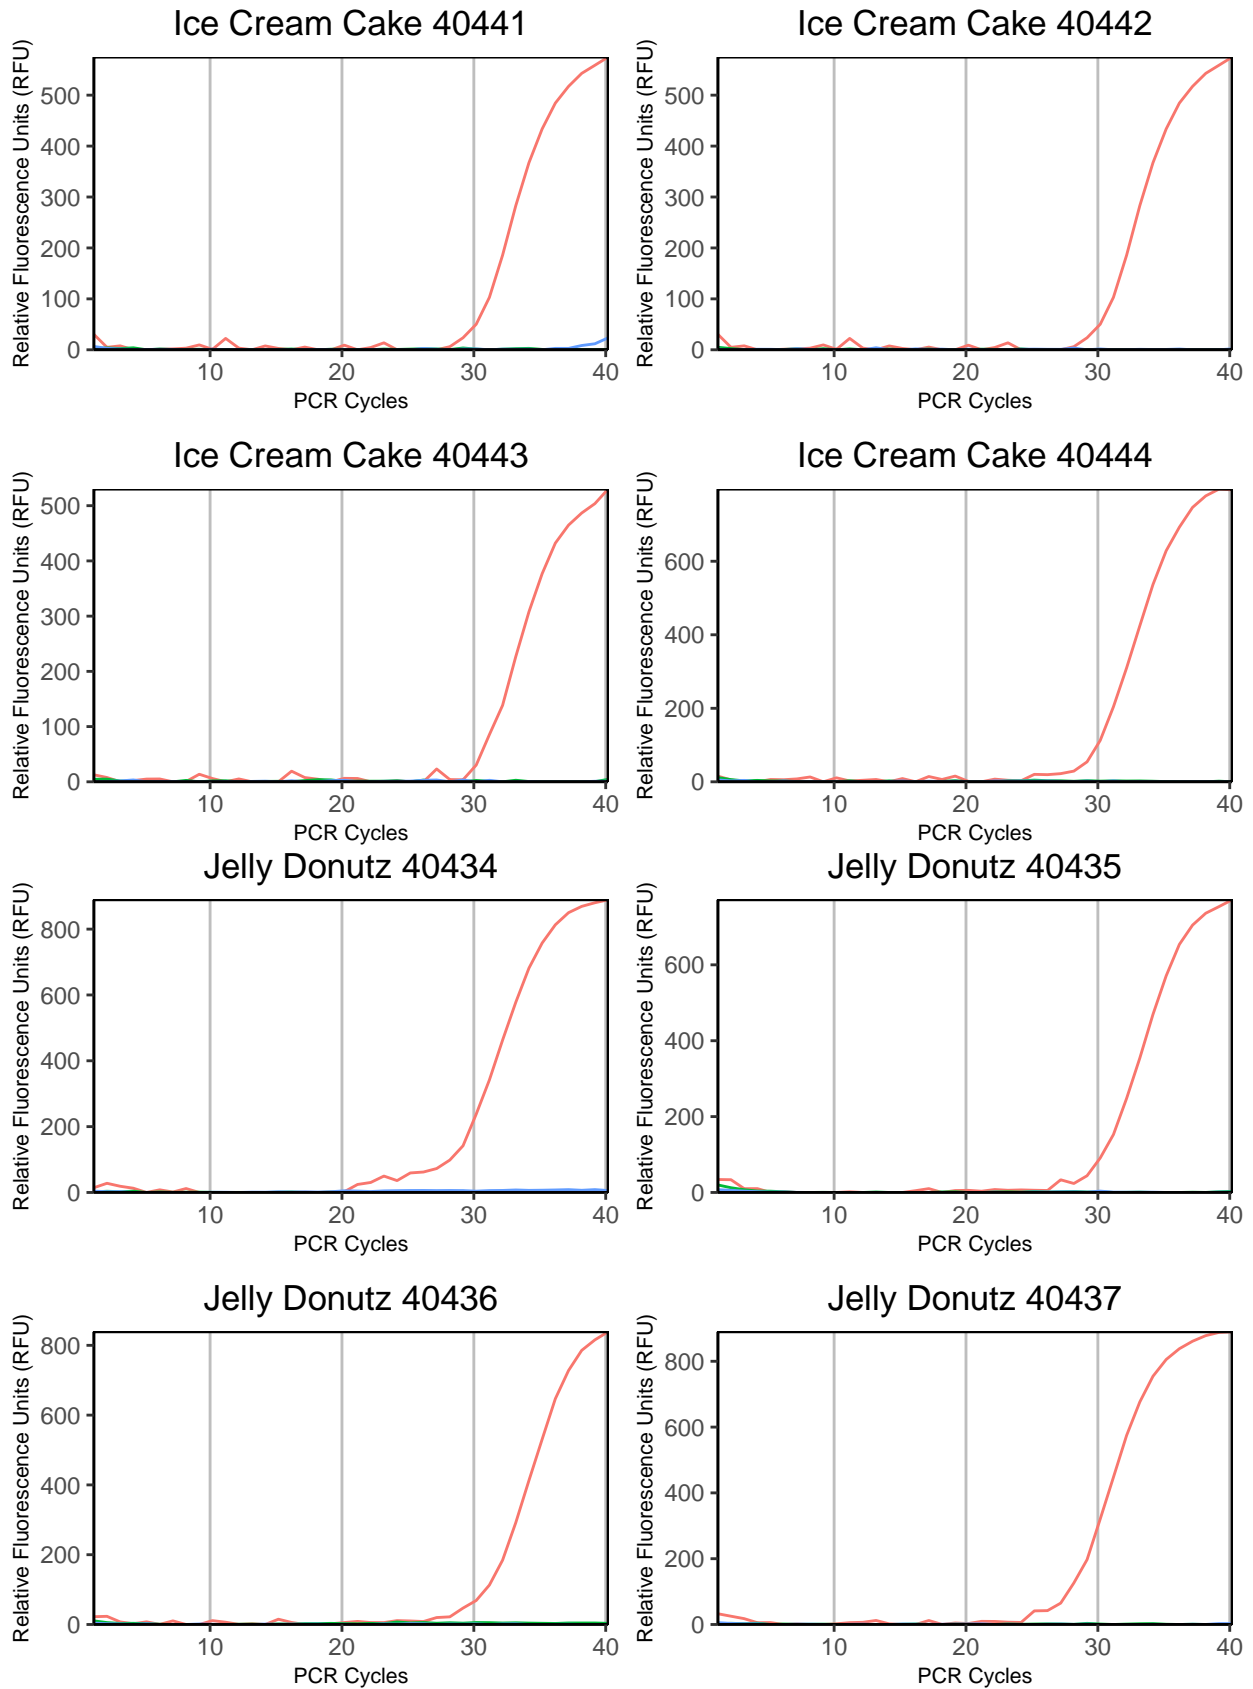 Ice Cream Cake 40441
Relative Fluorescence Units (RFU)
500
400
300
200
100
0
10 20 30 40
PCR Cycles
Ice Cream Cake 40442
Relative Fluorescence Units (RFU)
500
400
300
200
100
0
10 20 30 40
PCR Cycles
Ice Cream Cake 40443
Relative Fluorescence Units (RFU)
500
400
300
200
100
0
10 20 30 40
PCR Cycles
Ice Cream Cake 40444
Relative Fluorescence Units (RFU)
600
400
200
0
10 20 30 40
PCR Cycles
Jelly Donutz 40434
Relative Fluorescence Units (RFU)
800
600
400
200
0
10 20 30 40
PCR Cycles
Jelly Donutz 40435
Relative Fluorescence Units (RFU)
600
400
200
0
10 20 30 40
PCR Cycles
Jelly Donutz 40436
Relative Fluorescence Units (RFU)
800
600
400
200
0
10 20 30 40
PCR Cycles
Jelly Donutz 40437
Relative Fluorescence Units (RFU)
800
600
400
200
0
10 20 30 40
PCR Cycles